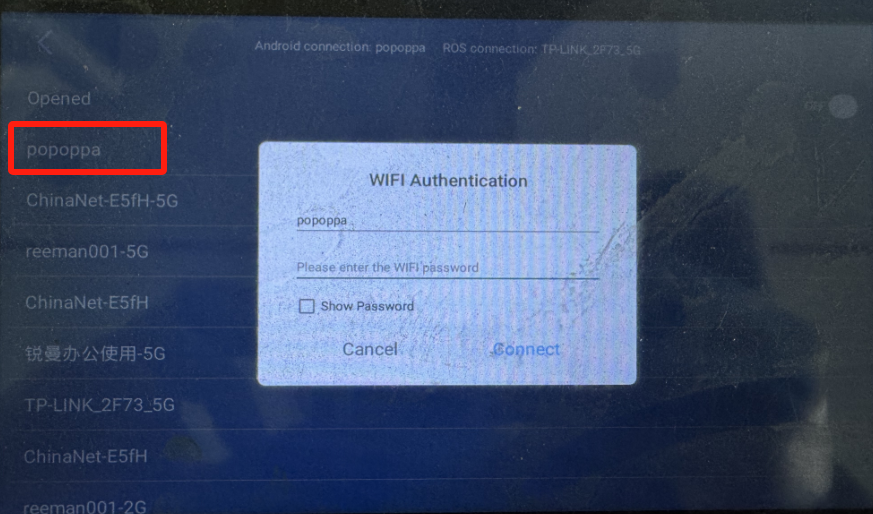 Android connection: popoppa ROS connection: TP-LINK_2F73_5G
Opened
popoppa
ChinaNet-E5fH-5G
reeman001-5G
ChinaNet-E5fH
锐曼办公使用-5G
TP-LINK_2F73_5G
ChinaNet-E5fH
reeman001-2G
WIFI Authentication
popoppa
Please enter the WIFI password
Show Password
Cancel Connect